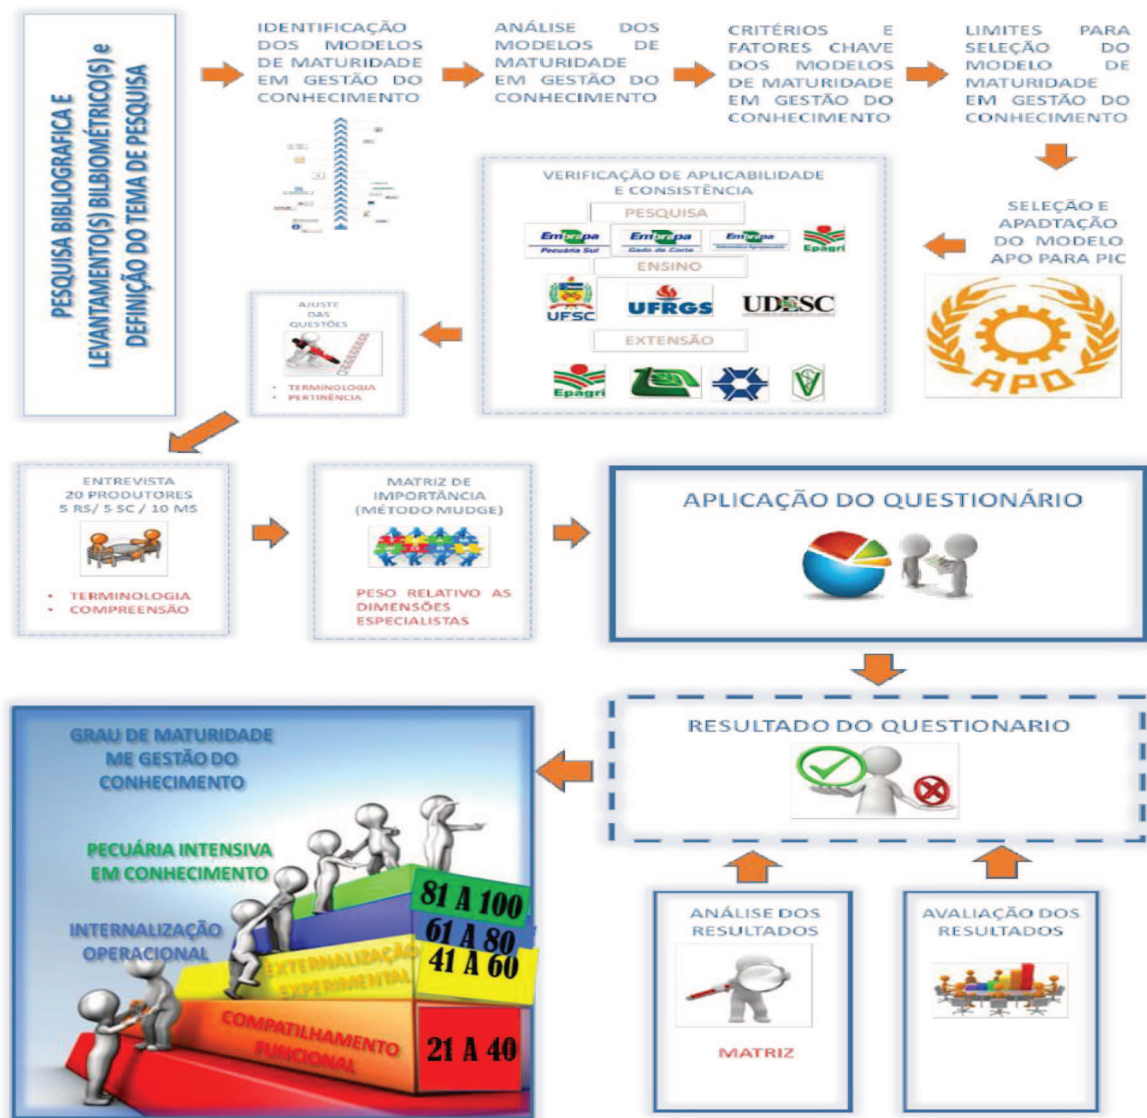 PESQUISA BIBLIOGRAFICA E
LEVANTAMENTO(S) BILBIOMÉTRICO(S) e
DEFINIÇÃO DO TEMA DE PESQUISA
IDENTIFICAÇÃO
DOS MODELOS
DE MATURIDADE
EM GESTÃO DO
CONHECIMENTO
ANÁLISE DOS
MODELOS DE
MATURIDADE
EM GESTÃO DO
CONHECIMENTO
CRITÉRIOS E
FATORES CHAVE
DOS MODELOS
DE MATURIDADE
EM GESTÃO DO
CONHECIMENTO
LIMITES PARA
SELEÇÃO DO
MODELO DE
MATURIDADE
EM GESTÃO DO
CONHECIMENTO
SELEÇÃO E
APADTAÇÃO
DO MODELO
APO PARA PIC
APO
VERIFICAÇÃO DE APLICABILIDADE
E CONSISTÊNCIA
PESQUISA
Embrapa
Pecuária Sul
Embrapa
Gado de Corte
Embrapa
Epagri
ENSINO
UFSC
UFRGS
UDESC
EXTENSÃO
Epagri
AJUSTE
DAS
QUESTÕES
• TERMINOLOGIA
• PERTINÊNCIA
ENTREVISTA
20 PRODUTORES
5 RS/ 5 SC / 10 MS
• TERMINOLOGIA
• COMPREENSÃO
MATRIZ DE
IMPORTÂNCIA
(MÉTODO MUDGE)
PESO RELATIVO AS
DIMENSÕES
ESPECIALISTAS
APLICAÇÃO DO QUESTIONÁRIO
RESULTADO DO QUESTIONARIO
ANÁLISE DOS
RESULTADOS
MATRIZ
AVALIAÇÃO DOS
RESULTADOS
GRAU DE MATURIDADE
ME GESTÃO DO
CONHECIMENTO
PECUÁRIA INTENSIVA
EM CONHECIMENTO
81 A 100
INTERNALIZAÇÃO
OPERACIONAL
61 A 80
EXTERNALIZAÇÃO
EXPERIMENTAL
41 A 60
COMPATILHAMENTO
FUNCIONAL
21 A 40